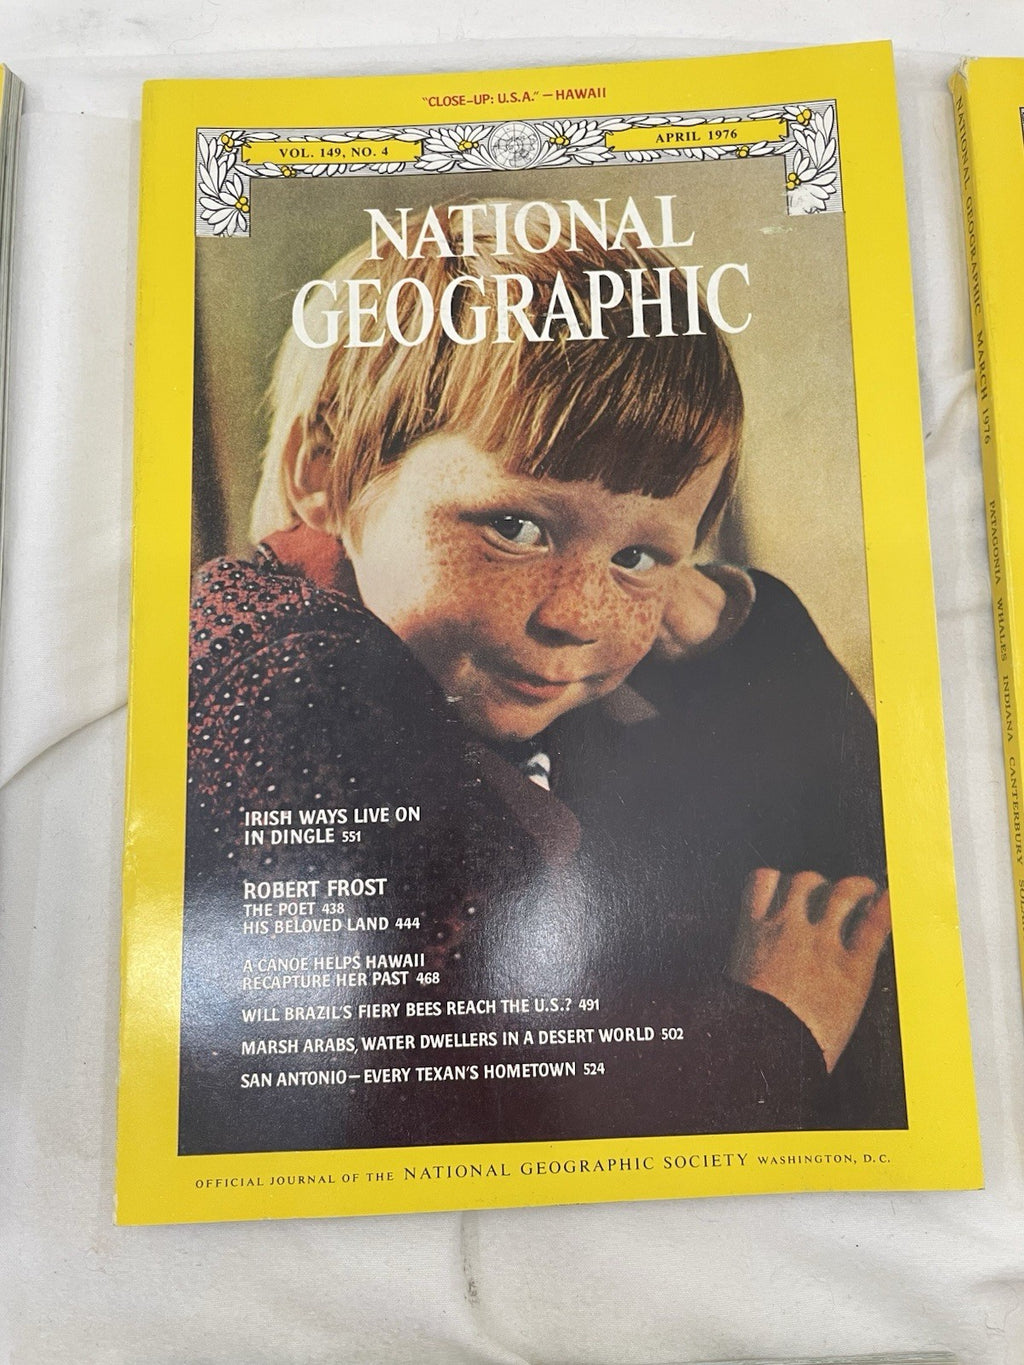 "CLOSE-UP: U.S.A." — HAWAII
VOL. 149, NO. 4
APRIL 1976
NATIONAL
GEOGRAPHIC
IRISH WAYS LIVE ON
IN DINGLE 551
ROBERT FROST
THE POET 438
HIS BELOVED LAND 444
A CANOE HELPS HAWAII
RECAPTURE HER PAST 468
WILL BRAZIL'S FIERY BEES REACH THE U.S.? 491
MARSH ARABS, WATER DWELLERS IN A DESERT WORLD 502
SAN ANTONIO—EVERY TEXAN'S HOMETOWN 524
OFFICIAL JOURNAL OF THE NATIONAL GEOGRAPHIC SOCIETY WASHINGTON, D.C.
NATIONAL GEOGRAPHIC MARCH 1976 PATAGONIA WHALES INDIANA CANTERBURY